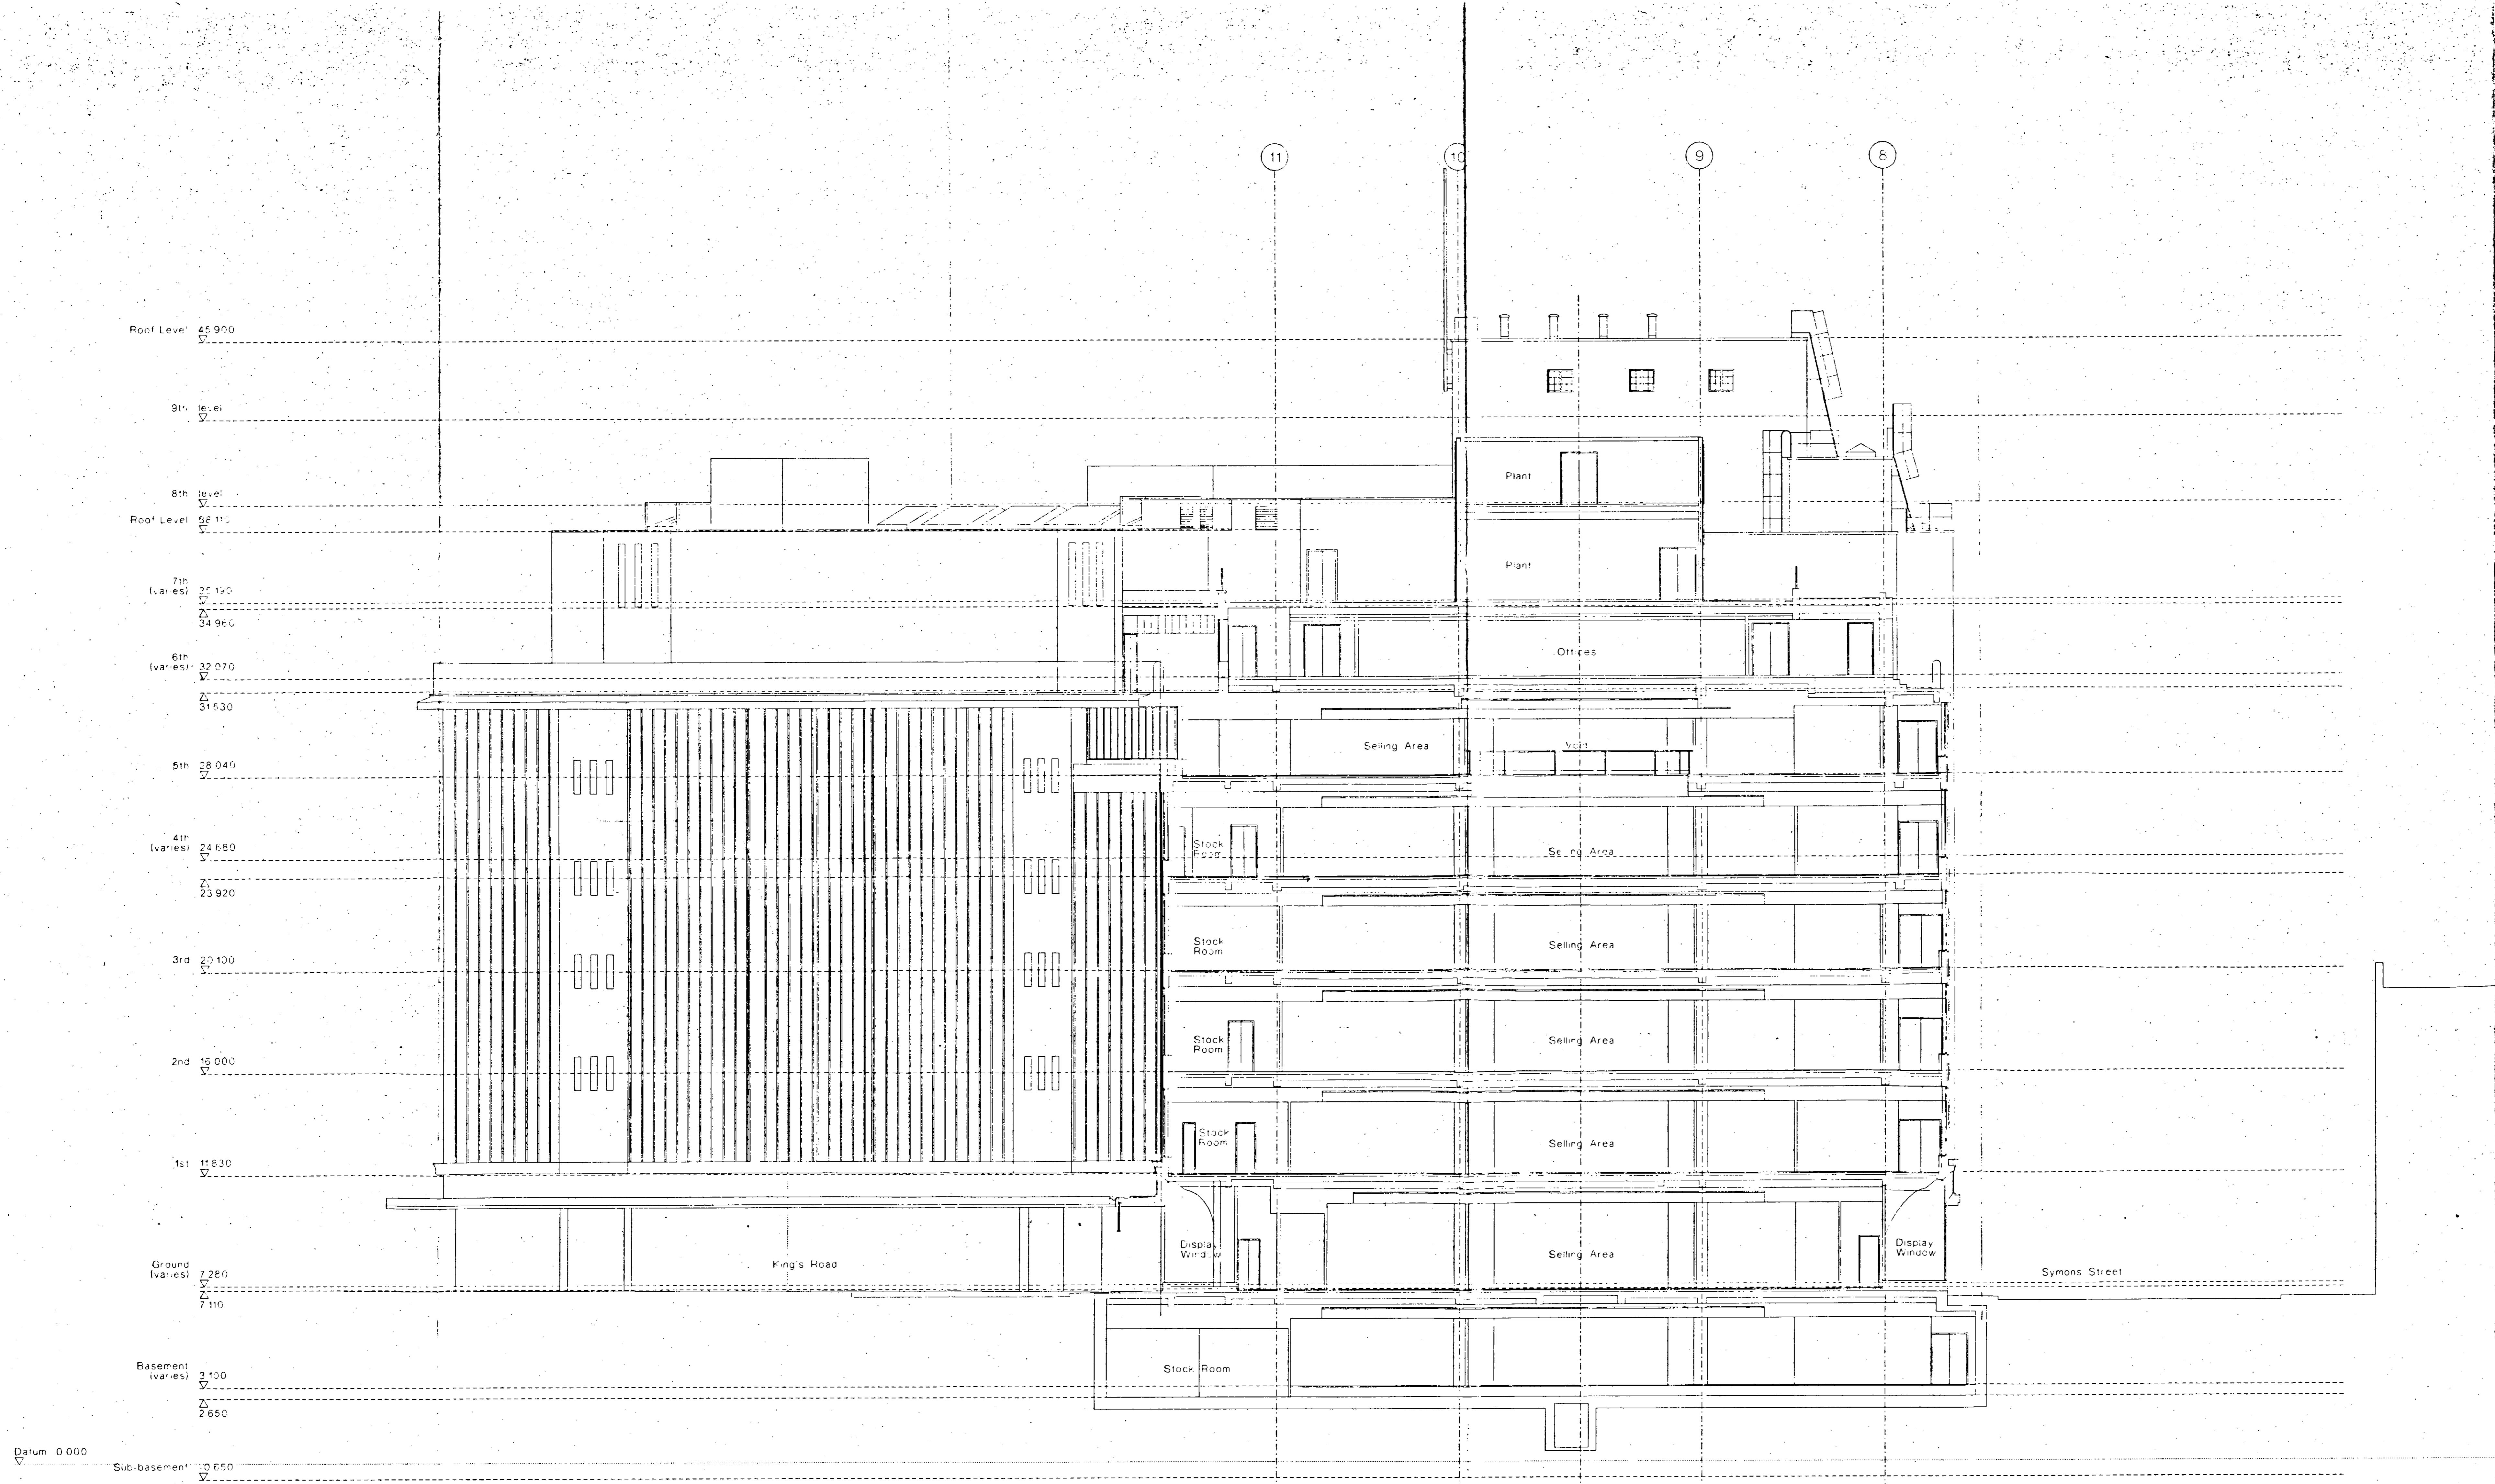 11
10
9
8
Roof Level 45 900
9th level
8th level
Plant
Roof Level 38 110
Plant
7th
(varies) 35 190
34 960
6th
(varies) 32 070
Offices
31 530
Selling Area
Void
5th 28 040
4th
(varies) 24 680
Stock
Room
Selling Area
23 920
3rd 20 100
Stock
Room
Selling Area
2nd 16 000
Stock
Room
Selling Area
1st 11 830
Stock
Room
Selling Area
Display
Window
Selling Area
Display
Window
Ground
(varies) 7 280
King's Road
Symons Street
7 110
Basement
(varies) 3 100
Stock Room
2 650
Datum 0 000
Sub-basement